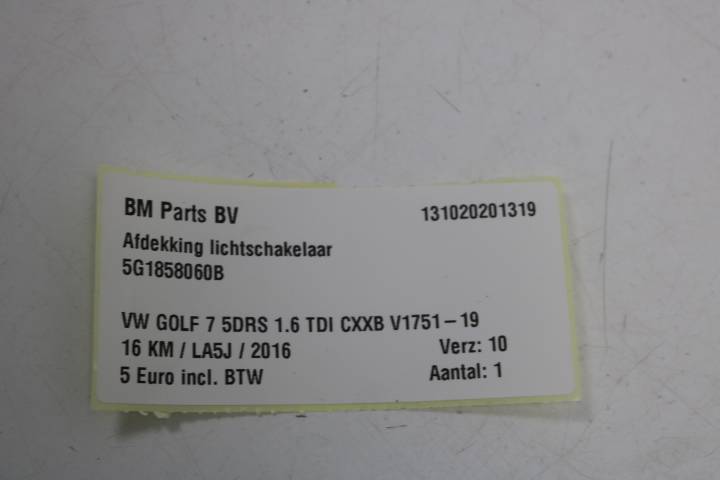 BM Parts BV 131020201319
Afdekking lichtschakelaar
5G1858060B
VW GOLF 7 5DRS 1.6 TDI CXXB V1751-19
16 KM / LA5J / 2016 Verz: 10
5 Euro incl. BTW Aantal: 1